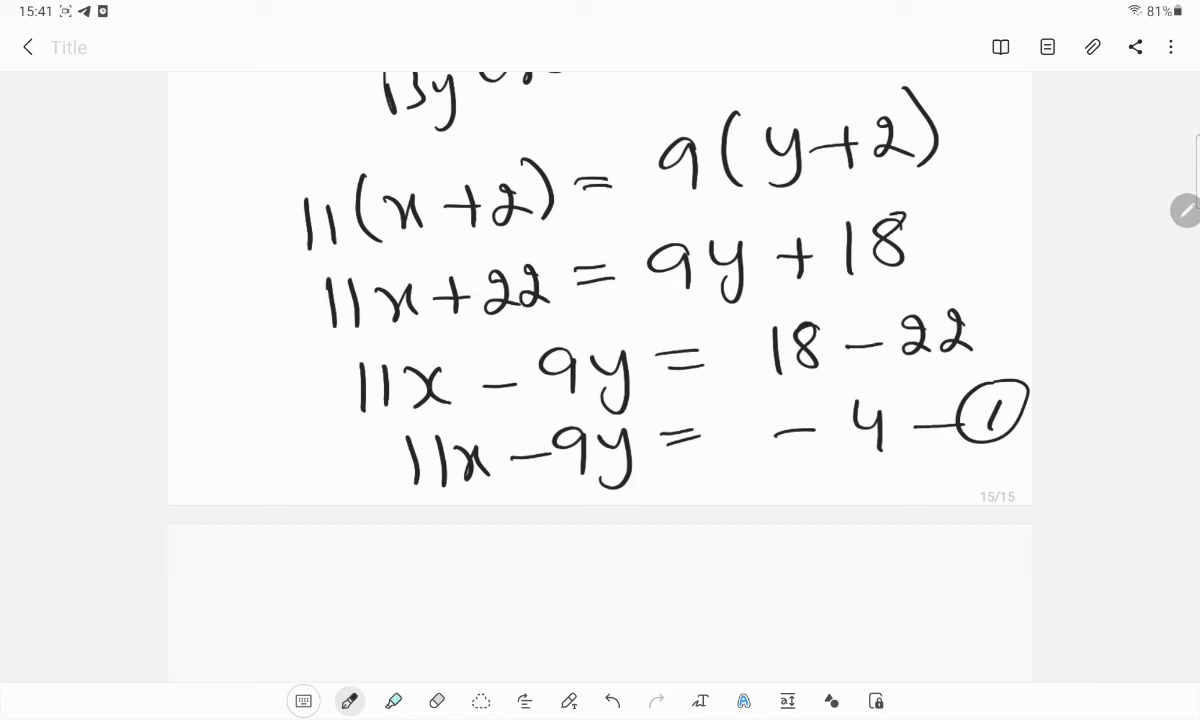 15:41
81%
Title
By
11(x+2) = 9(y+2)
11x+22 = 9y+18
11x-9y = 18-22
11x-9y = -4-①
15/15